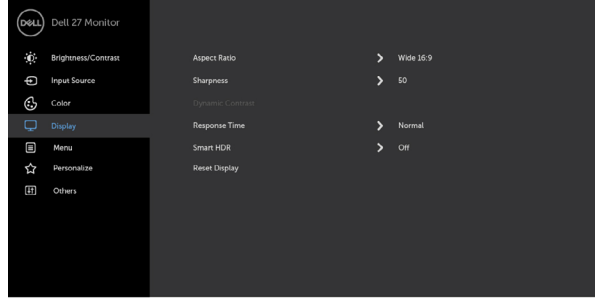 DELL Dell 27 Monitor
Brightness/Contrast
Input Source
Color
Display
Menu
Personalize
Others
Aspect Ratio Wide 16:9
Sharpness 50
Dynamic Contrast
Response Time Normal
Smart HDR Off
Reset Display